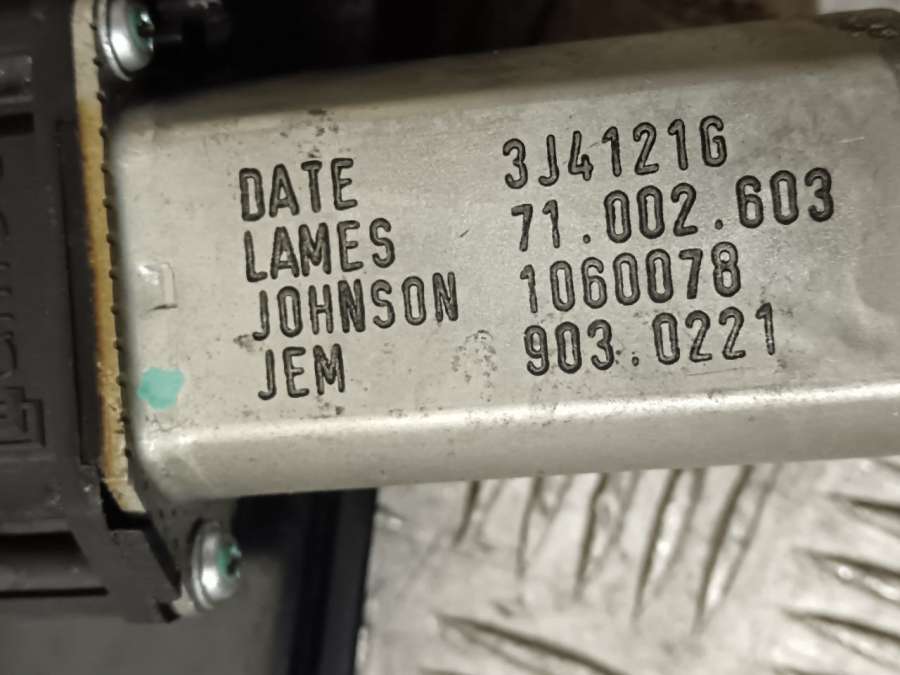 DATE 3J4121G
LAMES 71.002.603
JOHNSON 1060078
JEM 903.0221